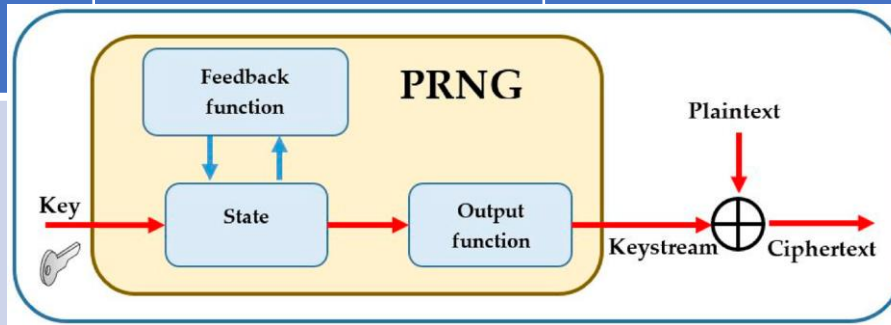 Feedback
function
PRNG
Plaintext
Key
State
Output
function
Keystream
Ciphertext